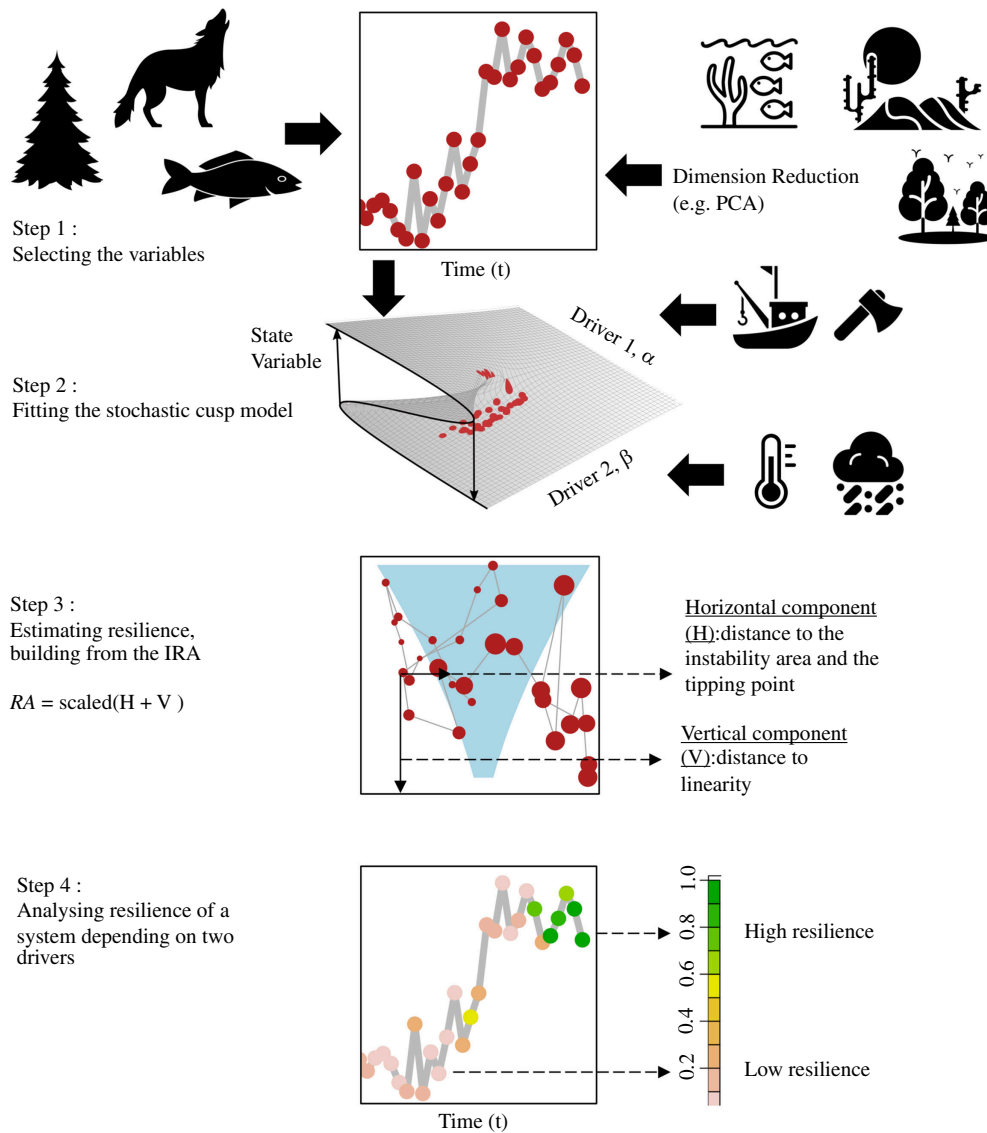 Dimension Reduction
(e.g. PCA)
Step 1 :
Selecting the variables
Time (t)
State
Variable
Driver 1, α
Step 2 :
Fitting the stochastic cusp model
Driver 2, β
Step 3 :
Estimating resilience,
building from the IRA
RA = scaled(H + V )
Horizontal component
(H):distance to the
instability area and the
tipping point
Vertical component
(V):distance to
linearity
Step 4 :
Analysing resilience of a
system depending on two
drivers
Time (t)
1.0
0.8
0.6
0.4
0.2
High resilience
Low resilience